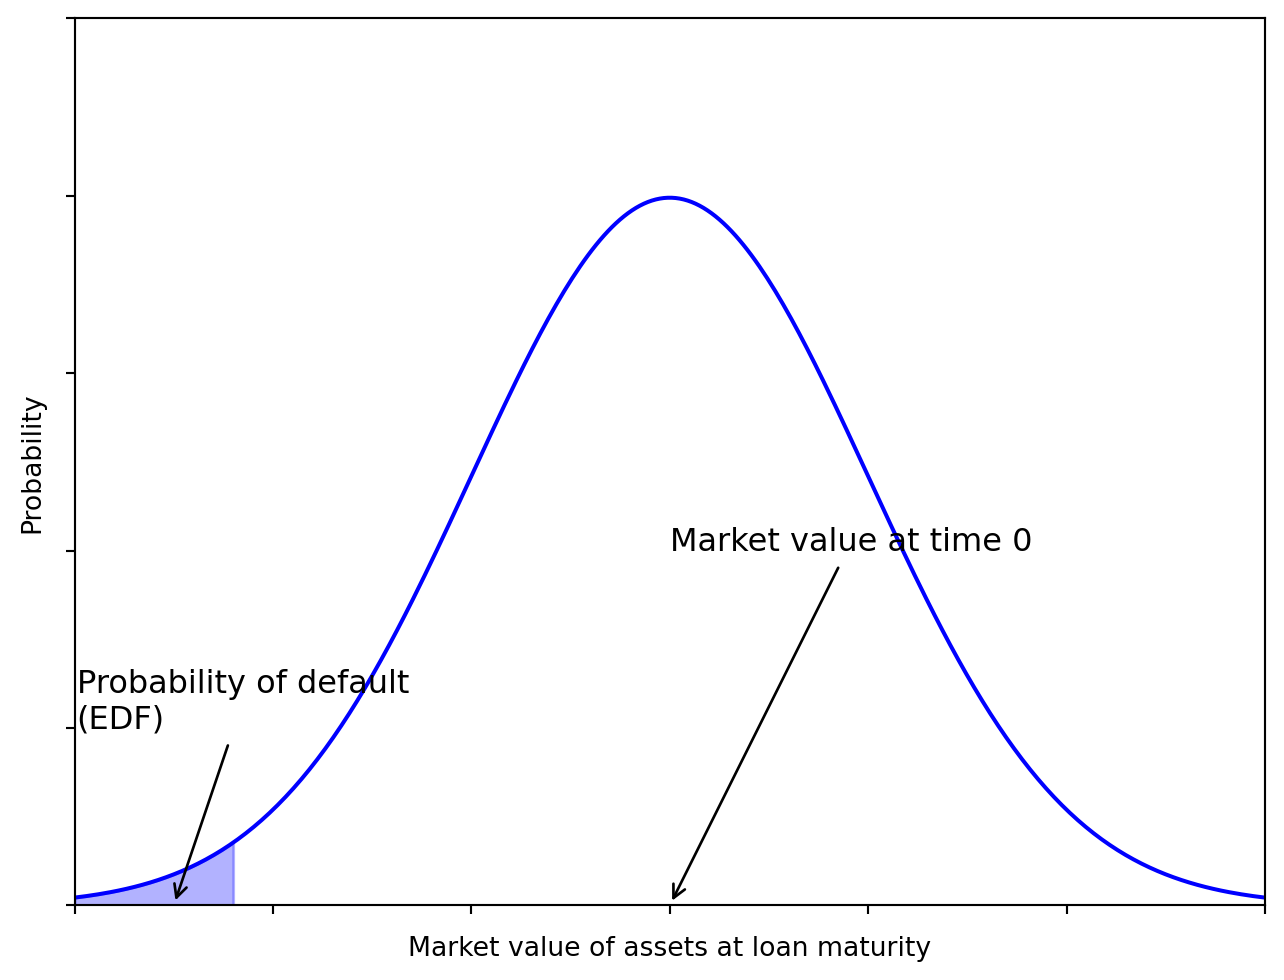 Probability
Market value at time 0
Probability of default
(EDF)
Market value of assets at loan maturity